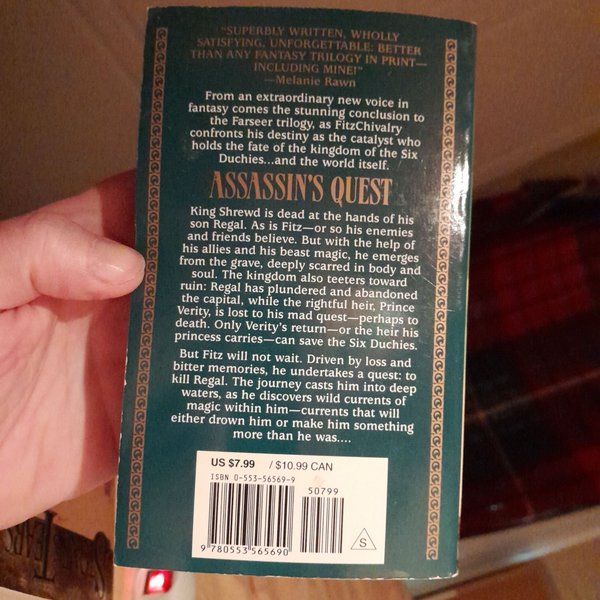 "SUPERBLY WRITTEN, WHOLLY
SATISFYING, UNFORGETTABLE: BETTER
THAN ANY FANTASY TRILOGY IN PRINT—
INCLUDING MINE!"
—Melanie Rawn
From an extraordinary new voice in
fantasy comes the stunning conclusion to
the Farseer trilogy, as FitzChivalry
confronts his destiny as the catalyst who
holds the fate of the kingdom of the Six
Duchies...and the world itself.
ASSASSIN'S QUEST
King Shrewd is dead at the hands of his
son Regal. As is Fitz—or so his enemies
and friends believe. But with the help of
his allies and his beast magic, he emerges
from the grave, deeply scarred in body and
soul. The kingdom also teeters toward
ruin: Regal has plundered and abandoned
the capital, while the rightful heir, Prince
Verity, is lost to his mad quest—perhaps to
death. Only Verity's return—or the heir his
princess carries—can save the Six Duchies.
But Fitz will not wait. Driven by loss and
bitter memories, he undertakes a quest: to
kill Regal. The journey casts him into deep
waters, as he discovers wild currents of
magic within him—currents that will
either drown him or make him something
more than he was....
US $7.99 / $10.99 CAN
ISBN 0-553-56569-9
50799
9 780553 565690
S
TEARS